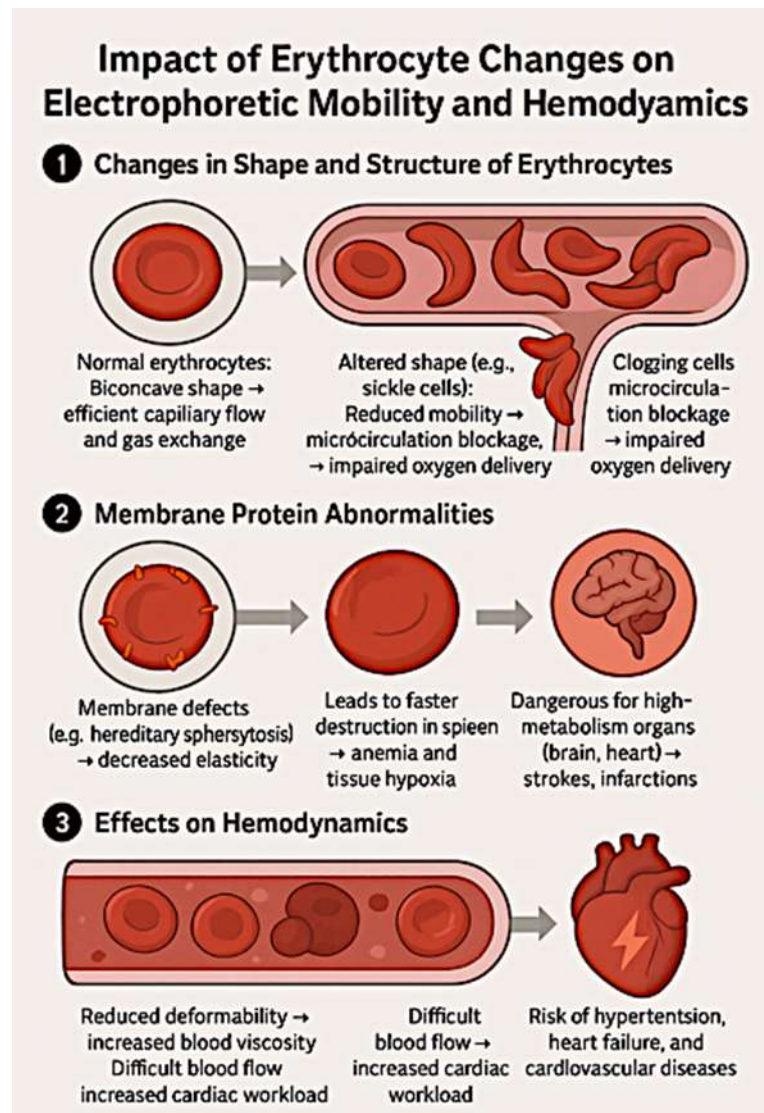 Impact of Erythrocyte Changes on
Electrophoretic Mobility and Hemodyamics
1 Changes in Shape and Structure of Erythrocytes
Normal erythrocytes:
Biconcave shape →
efficient capiliary flow
and gas exchange
Altered shape (e.g.,
sickle cells):
Reduced mobility →
micrócirculation blockage,
→ impaired oxygen delivery
Clogging cells
microcircula-
tion blockage
→ impaired
oxygen delivery
2 Membrane Protein Abnormalities
Membrane defects
(e.g. hereditary sphersytosis)
→ decreased elasticity
Leads to faster
destruction in spieen
→ anemia and
tissue hypoxia
Dangerous for high-
metabolism organs
(brain, heart) →
strokes, infarctions
3 Effects on Hemodynamics
Reduced deformability →
increased blood viscosity
Difficult blood flow
increased cardiac workload
Difficult
blood flow →
increased cardiac
workload
Risk of hypertentsion,
heart failure, and
cardlovascular diseases